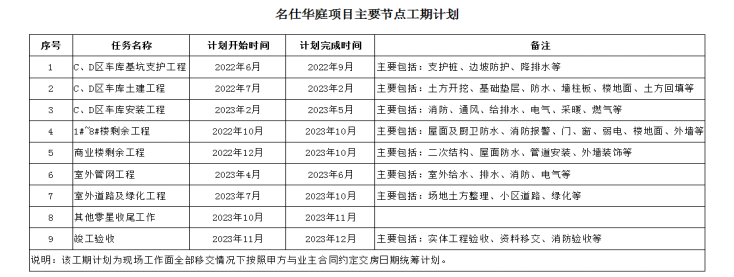 名仕华庭项目主要节点工期计划
序号 任务名称 计划开始时间 计划完成时间 备注
1 C、D区车库基坑支护工程 2022年6月 2022年9月 主要包括：支护桩、边坡防护、降排水等
2 C、D区车库土建工程 2022年7月 2023年2月 主要包括：土方开挖、基础垫层、防水、墙柱板、楼地面、土方回填等
3 C、D区车库安装工程 2023年2月 2023年5月 主要包括：消防、通风、给排水、电气、采暖、燃气等
4 1#~8#楼剩余工程 2022年10月 2023年10月 主要包括：屋面及厨卫防水、消防报警、门、窗、弱电、楼地面、外墙等
5 商业楼剩余工程 2022年12月 2023年10月 主要包括：二次结构、屋面防水、管道安装、外墙装饰等
6 室外管网工程 2023年4月 2023年6月 主要包括：室外给水、排水、消防、电气等
7 室外道路及绿化工程 2023年7月 2023年10月 主要包括：场地土方整理、小区道路、绿化等
8 其他零星收尾工作 2023年10月 2023年11月
9 竣工验收 2023年11月 2023年12月 主要包括：实体工程验收、资料移交、消防验收等
说明：该工期计划为现场工作面全部移交情况下按照甲方与业主合同约定交房日期统筹计划。